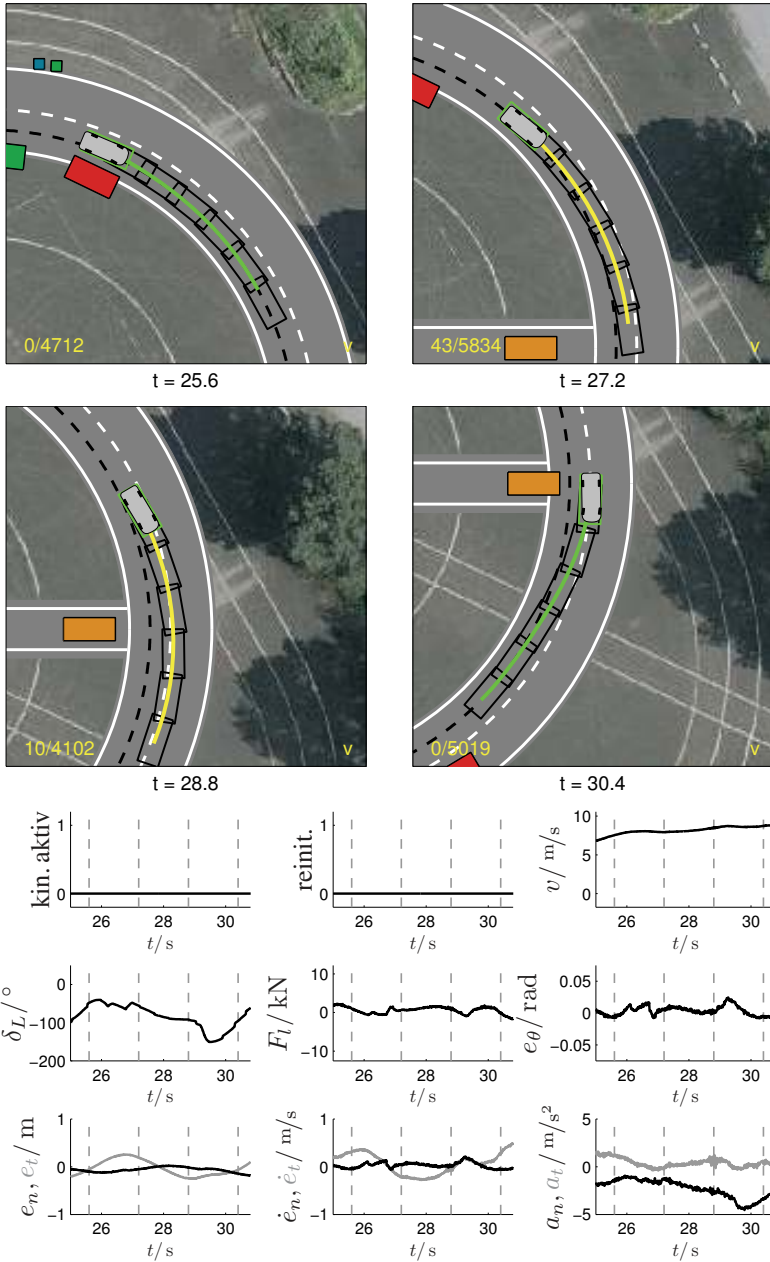 0/4712 v
43/5834 v
t = 25.6
t = 27.2
10/4102 v
0/5019 v
t = 28.8
t = 30.4
kin. aktiv
1
0
26 28 30
t/ s
reinit.
1
0
26 28 30
t/ s
v/ m/s
10
5
0
26 28 30
t/ s
δL/ °
0
−100
−200
26 28 30
t/ s
Fl/ kN
10
0
−10
26 28 30
t/ s
eθ/ rad
0.05
0
−0.05
26 28 30
t/ s
en, et/ m
1
0
−1
26 28 30
t/ s
ėn, ėt/ m/s
1
0
−1
26 28 30
t/ s
an, at/ m/s²
5
0
−5
26 28 30
t/ s